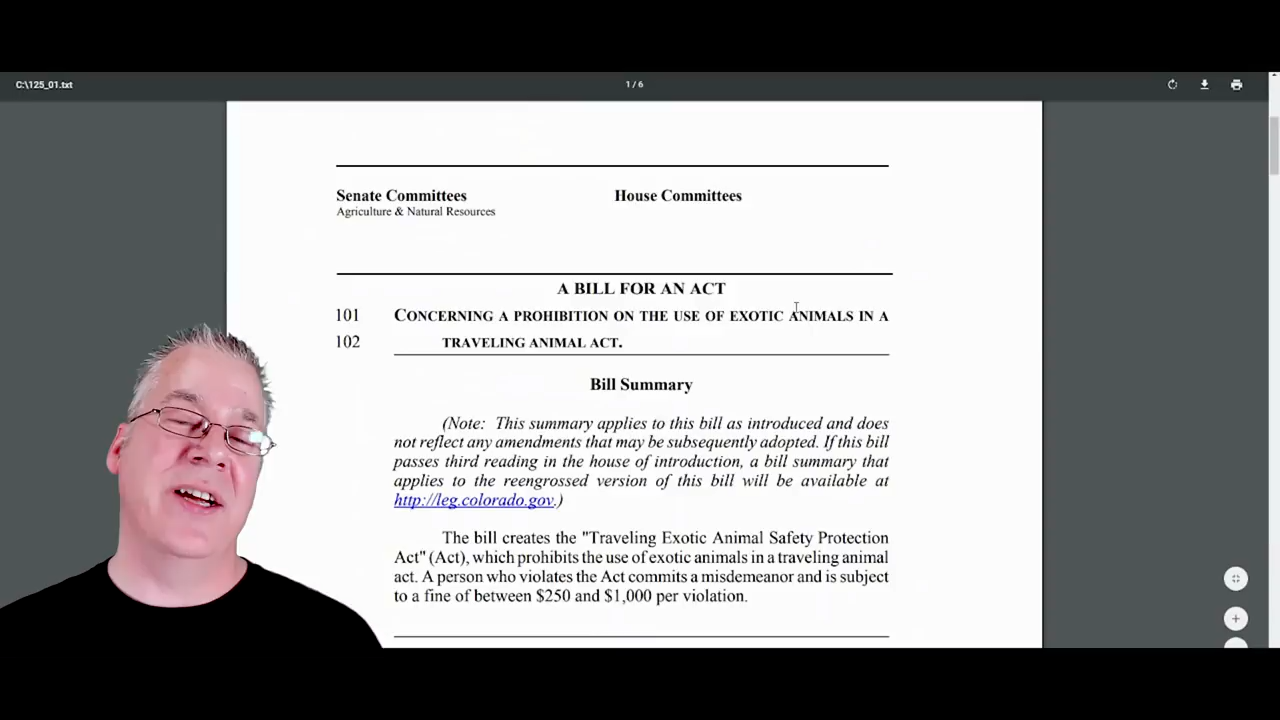 C:\125_01.txt
1 / 6
Senate Committees
House Committees
Agriculture & Natural Resources
A BILL FOR AN ACT
101 CONCERNING A PROHIBITION ON THE USE OF EXOTIC ANIMALS IN A
102 TRAVELING ANIMAL ACT.
Bill Summary
(Note: This summary applies to this bill as introduced and does
not reflect any amendments that may be subsequently adopted. If this bill
passes third reading in the house of introduction, a bill summary that
applies to the reengrossed version of this bill will be available at
http://leg.colorado.gov.)
The bill creates the "Traveling Exotic Animal Safety Protection
Act" (Act), which prohibits the use of exotic animals in a traveling animal
act. A person who violates the Act commits a misdemeanor and is subject
to a fine of between $250 and $1,000 per violation.